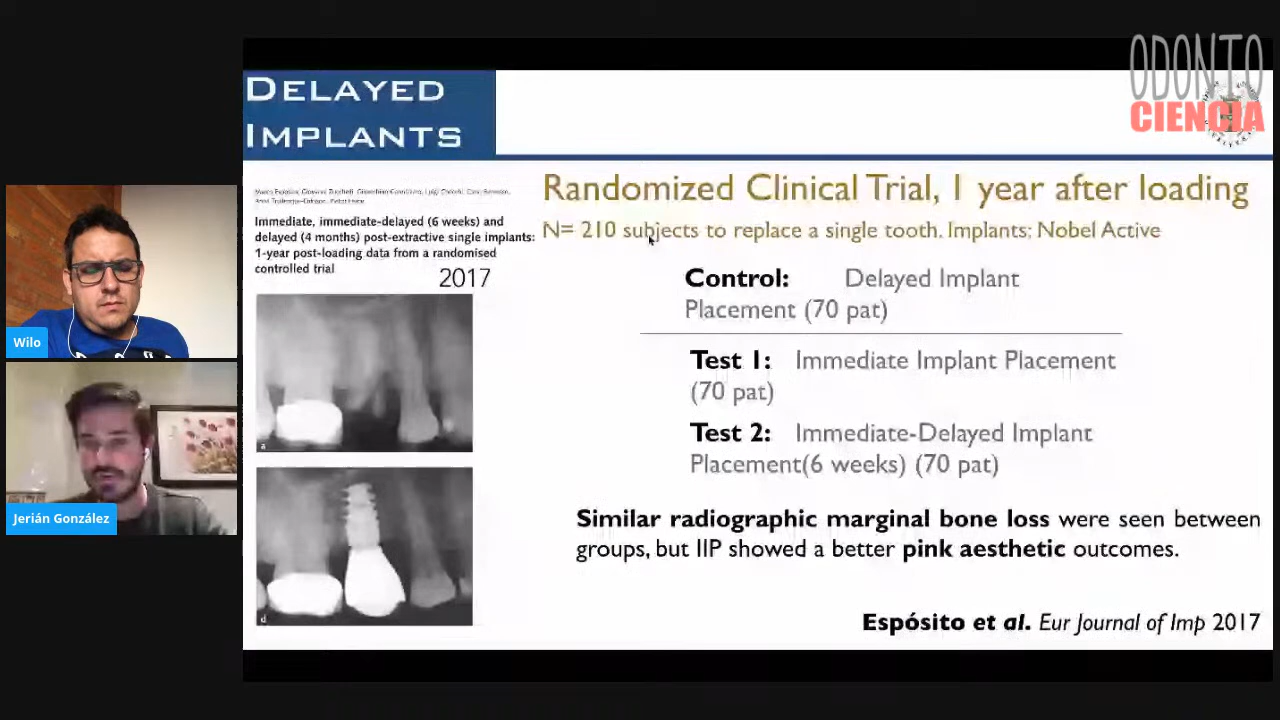 ODONTO
CIENCIA
DELAYED
IMPLANTS
Immediate, immediate-delayed (6 weeks) and
delayed (4 months) post-extractive single implants:
1-year post-loading data from a randomised
controlled trial
2017
Randomized Clinical Trial, 1 year after loading
N= 210 subjects to replace a single tooth. Implants: Nobel Active
Control: Delayed Implant
Placement (70 pat)
Test 1: Immediate Implant Placement
(70 pat)
Test 2: Immediate-Delayed Implant
Placement(6 weeks) (70 pat)
Similar radiographic marginal bone loss were seen between
groups, but IIP showed a better pink aesthetic outcomes.
Espósito et al. Eur Journal of Imp 2017
a
d
Wilo
Jerián González